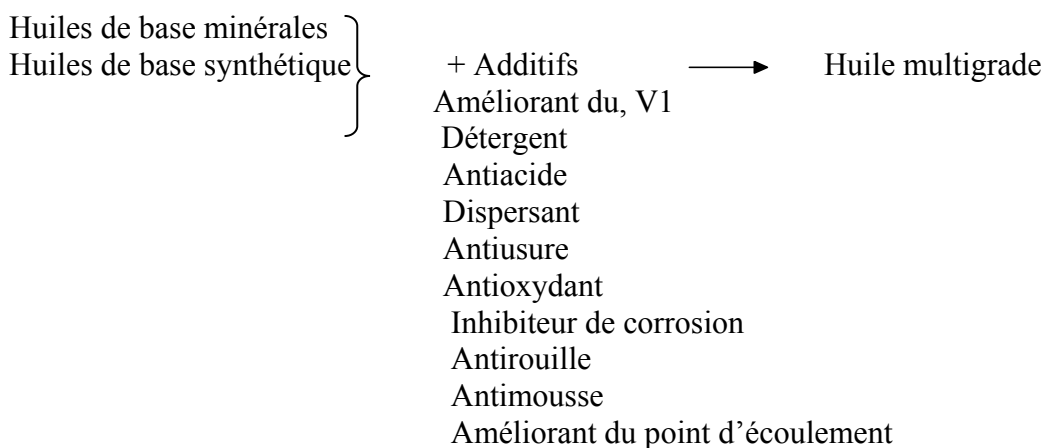 Huiles de base minérales
Huiles de base synthétique + Additifs Huile multigrade
Améliorant du, V1
Détergent
Antiacide
Dispersant
Antiusure
Antioxydant
Inhibiteur de corrosion
Antirouille
Antimousse
Améliorant du point d’écoulement